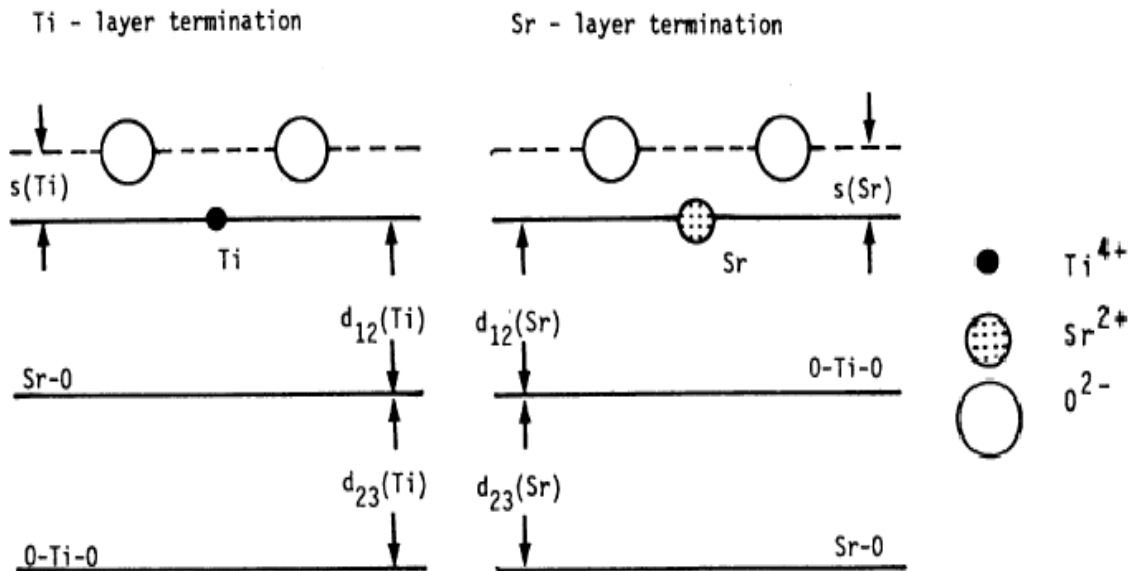 Ti - layer termination
Sr - layer termination
s(Ti)
s(Sr)
Ti
Sr
Ti4+
d12(Ti)
d12(Sr)
Sr2+
Sr-O
O-Ti-O
O2-
d23(Ti)
d23(Sr)
O-Ti-O
Sr-O